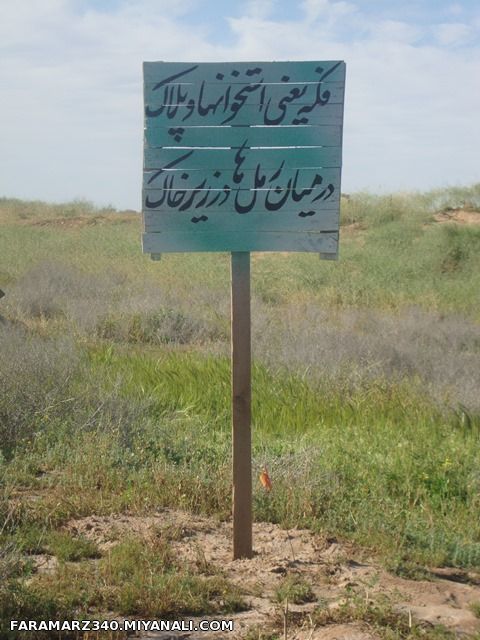 فکه یعنی استخوانها و پلاک
در میان رمل ها در زیر خاک
FARAMARZ340.MIYANALI.COM